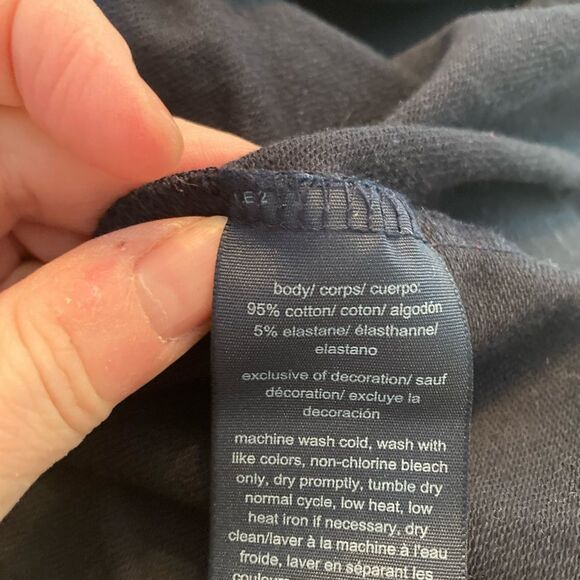 body/ corps/ cuerpo:
95% cotton/ coton/ algodón
5% elastane/ élasthanne/
elastano
exclusive of decoration/ sauf
décoration/ excluye la
decoración
machine wash cold, wash with
like colors, non-chlorine bleach
only, dry promptly, tumble dry
normal cycle, low heat, low
heat iron if necessary, dry
clean/laver à la machine à l'eau
froide, laver en séparant les